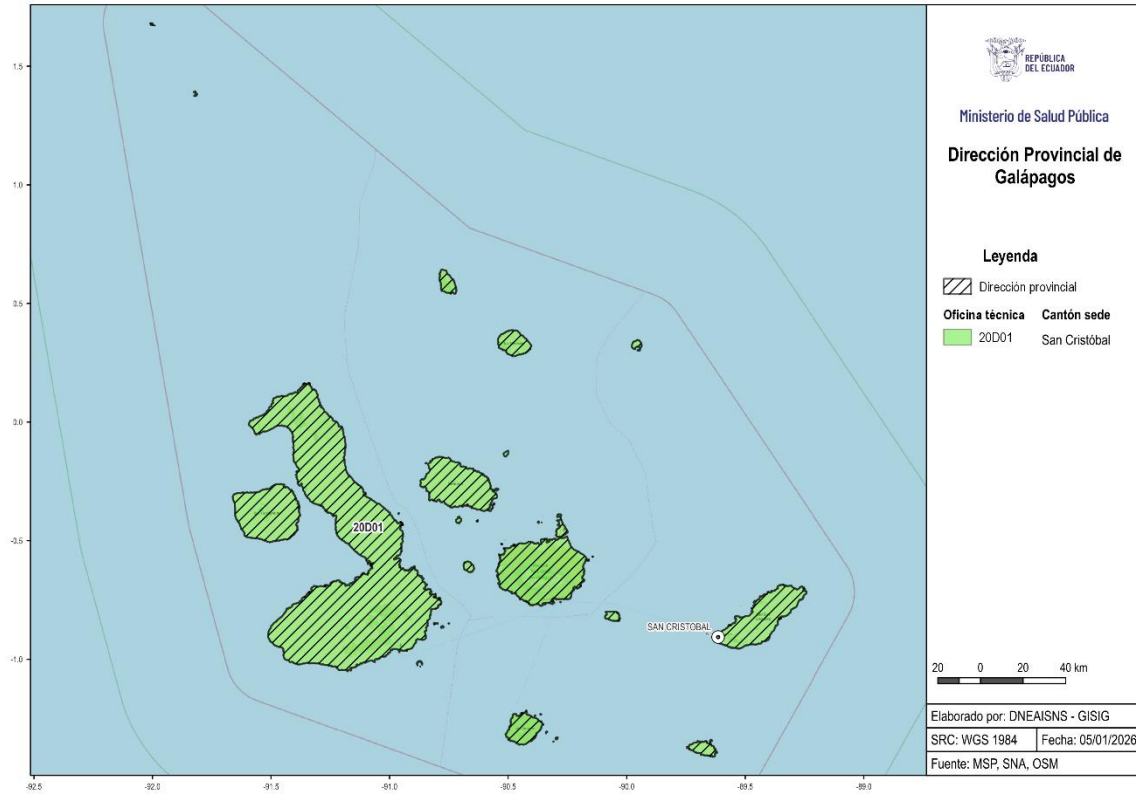 1.5
1.0
0.5
0.0
-0.5
-1.0
-92.5
-92.0
-91.5
-91.0
-90.5
-90.0
-89.5
-89.0
20D01
SAN CRISTOBAL
REPÚBLICA
DEL ECUADOR
Ministerio de Salud Pública
Dirección Provincial de
Galápagos
Leyenda
Dirección provincial
Oficina técnica Cantón sede
20D01 San Cristóbal
20 0 20 40 km
Elaborado por: DNEAISNS - GISIG
SRC: WGS 1984 Fecha: 05/01/2026
Fuente: MSP, SNA, OSM